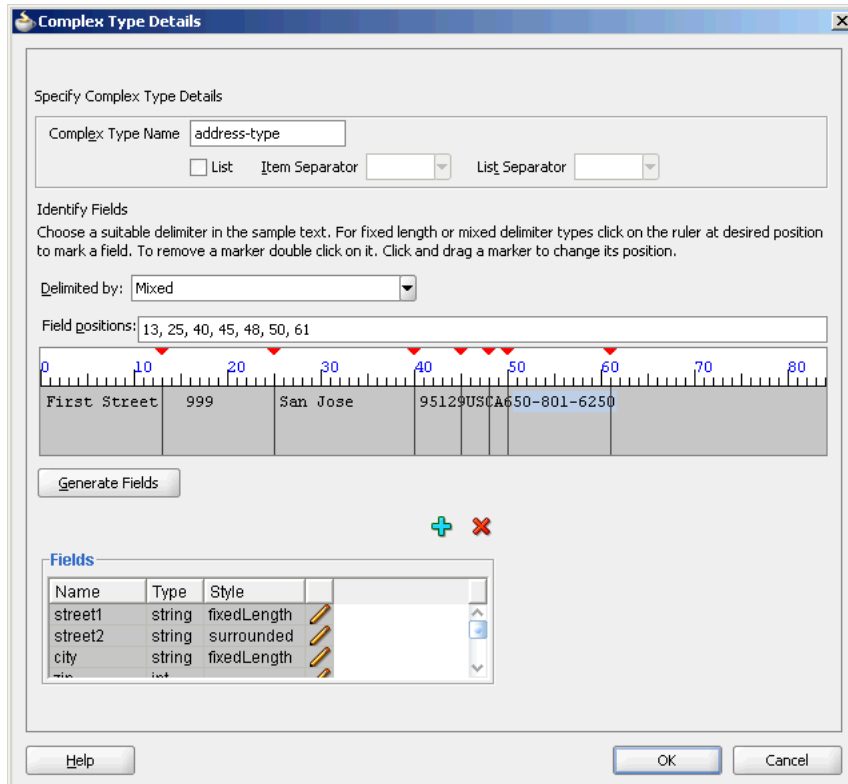 Complex Type Details
Specify Complex Type Details
Complex Type Name address-type
List Item Separator List Separator
Identify Fields
Choose a suitable delimiter in the sample text. For fixed length or mixed delimiter types click on the ruler at desired position
to mark a field. To remove a marker double click on it. Click and drag a marker to change its position.
Delimited by: Mixed
Field positions: 13, 25, 40, 45, 48, 50, 61
0 10 20 30 40 50 60 70 80
First Street 999 San Jose 95129USCA650-801-6250
Generate Fields
Fields
Name Type Style
street1 string fixedLength
street2 string surrounded
city string fixedLength
zip int
Help OK Cancel